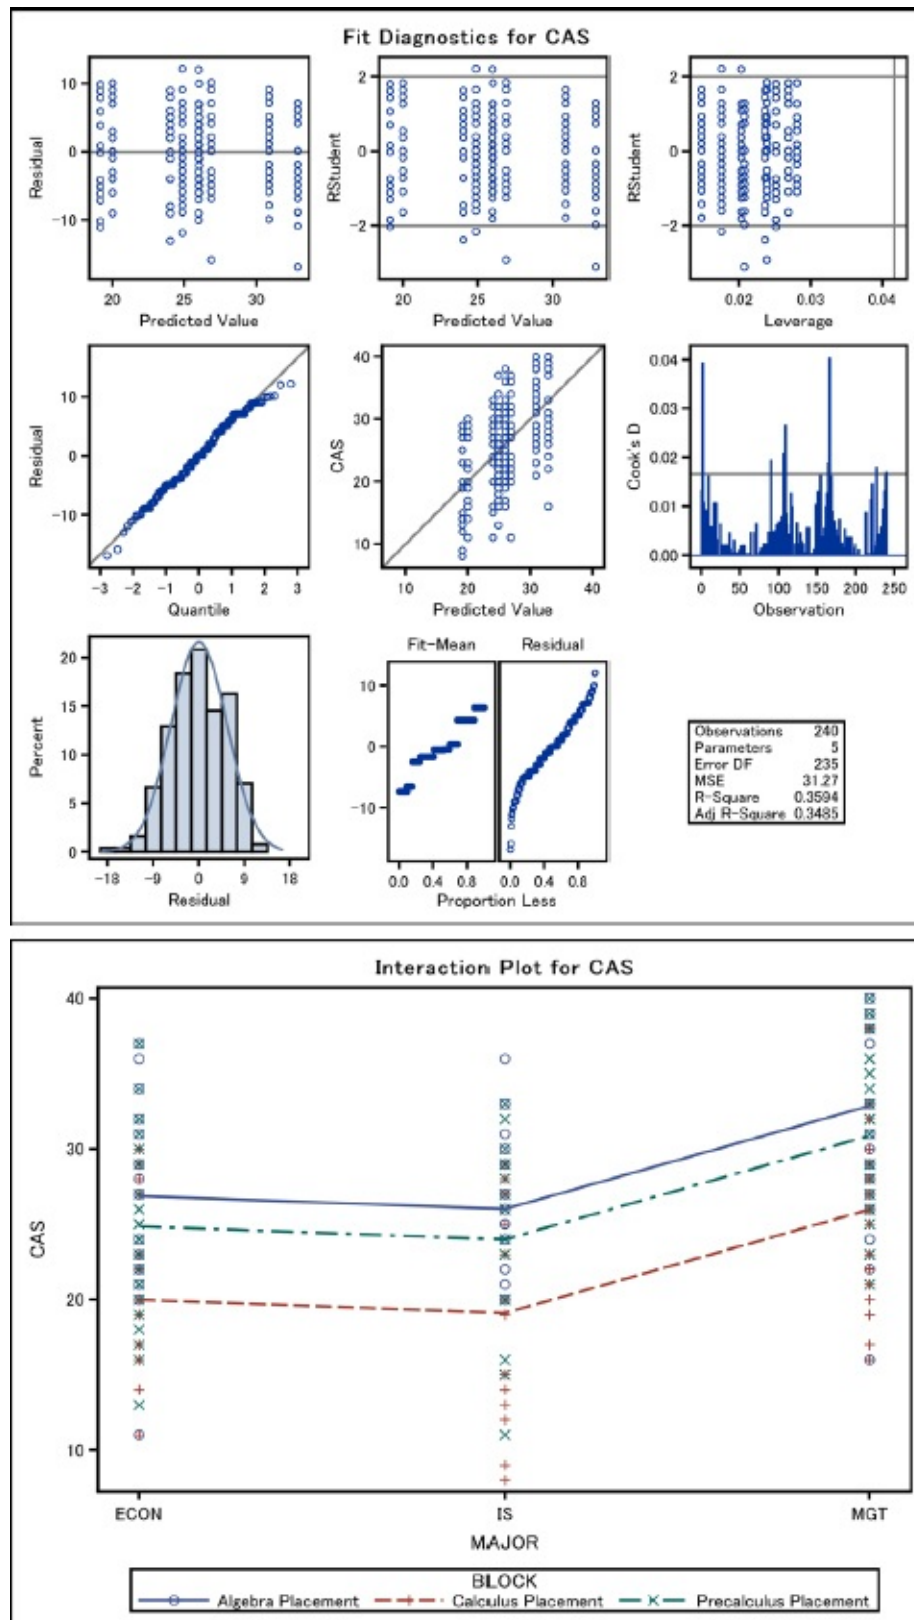 Fit Diagnostics for CAS
10
0
-10
Residual
20 25 30
Predicted Value
2
0
-2
RStudent
20 25 30
Predicted Value
2
0
-2
RStudent
0.02 0.03 0.04
Leverage
10
0
-10
Residual
-3 -2 -1 0 1 2 3
Quantile
40
30
20
10
CAS
10 20 30 40
Predicted Value
0.04
0.03
0.02
0.01
0.00
Cook's D
0 50 100 150 200 250
Observation
20
15
10
5
0
Percent
-18 -9 0 9 18
Residual
Fit-Mean Residual
10
0
-10
0.0 0.4 0.8 0.0 0.4 0.8
Proportion Less
Observations 240
Parameters 5
Error DF 235
MSE 31.27
R-Square 0.3594
Adj R-Square 0.3485
Interaction Plot for CAS
40
30
20
10
CAS
ECON IS MGT
MAJOR
BLOCK
Algebra Placement Calculus Placement Precalculus Placement